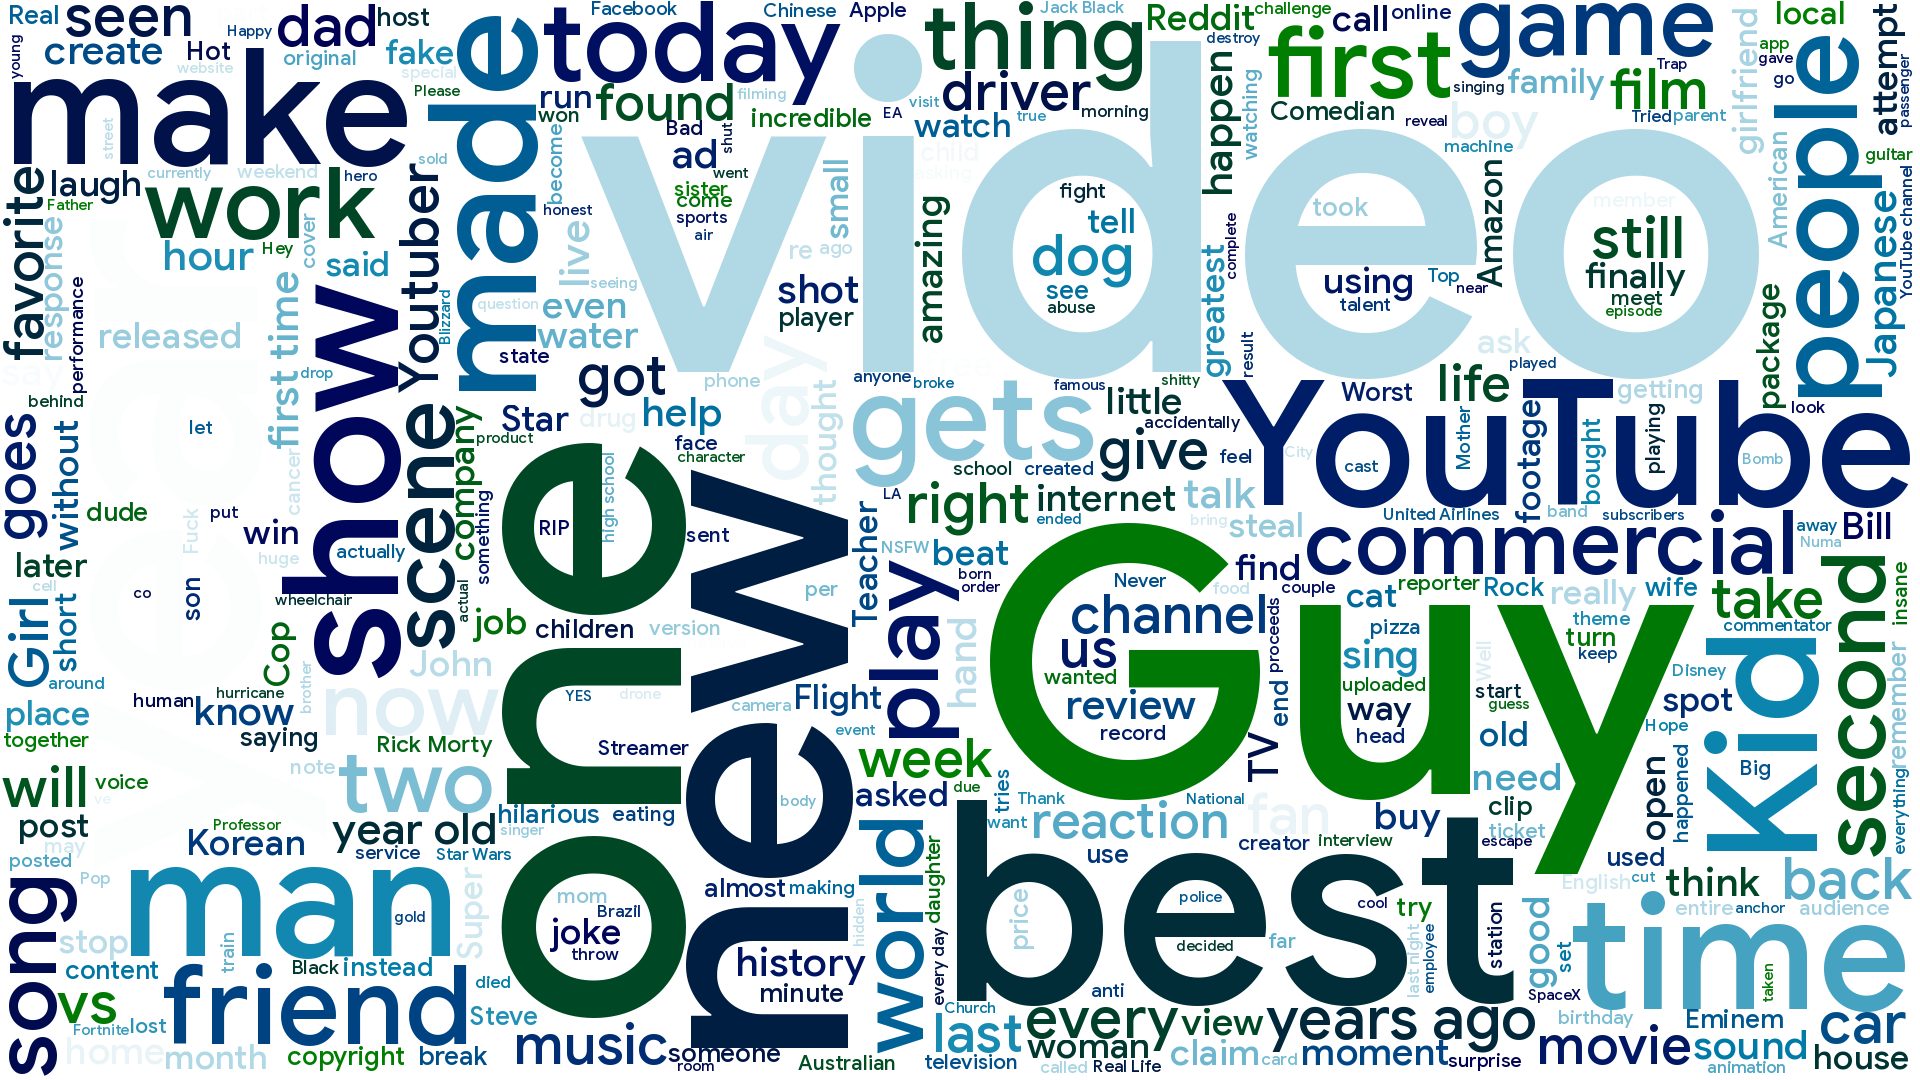 Real
seen
dad
host
Facebook
Chinese
Apple
Jack Black
Reddit
challenge
call
online
game
girlfriend
local
young
create
Hot
Happy
original
fake
made
today
video
thing
destroy
first
app
gave
go
Trap
people
attempt
passenger
make
website
special
Please
run
won
found
filming
incredible
visit
EA
driver
true
morning
watch
happen
watching
Comedian
singing
reveal
family
film
Tried
parent
boy
machine
American
guitar
favorite
laugh
street
currently
work
weekend
hero
sold
Youtuber
become
Bad
shut
ad
went
sister
come
sports
air
honest
small
child
asking
amazing
fight
tell
dog
see
abuse
complete
greatest
took
using
talent
Top
near
Amazon
member
still
finally
meet
episode
Japanese
YouTube channel
Father
response
hour
Hey
cover
said
live
re
ago
seeing
question
even
water
shot
player
performance
released
first time
drop
show
Blizzard
state
got
phone
day
anyone
broke
famous
shitty
result
ask
played
package
look
say
behind
year
let
scene
Star
drug
help
thought
gets
little
accidentally
Worst
life
getting
YouTube
goes
without
cancer
company
product
one
high school
face
character
new
school
created
give
feel
City
cast
Mother
footage
bought
playing
Bomb
dude
put
Fuck
win
huge
actually
something
RIP
sent
Teacher
LA
right
ended
internet
bring
talk
steal
United Airlines
band
subscribers
away
Numa
Bill
later
cell
co
son
wheelchair
actual
NSFW
beat
born
order
Guy
Never
food
find
couple
commercial
reporter
Rock
really
wife
take
commentator
insane
Girl
short
around
Cop
job
children
version
per
play
hand
channel
us
wanted
proceeds
cat
pizza
sing
uploaded
way
head
Well
theme
turn
keep
Kid
second
Disney
human
hurricane
brother
John
now
YES
drone
camera
Flight
event
review
record
end
TV
start
guess
spot
Hope
remember
place
together
know
saying
Rick Morty
Streamer
week
due
old
need
open
happened
Big
everything
will
voice
ve
note
two
hilarious
eating
body
asked
tries
Thank
want
National
reaction
fan
buy
clip
ticket
post
may
Professor
Korean
year old
singer
service
Star Wars
world
best
creator
interview
escape
use
used
English
cut
think
back
posted
Pop
man
gold
Super
mom
Brazil
joke
throw
almost
making
hidden
daughter
price
police
decided
far
cool
try
last night
employee
station
good
set
entire
anchor
audience
time
song
stop
content
train
Black
instead
died
history
minute
every day
anti
SpaceX
taken
vs
Fortnite
lost
friend
Steve
Church
last
every
view
years ago
birthday
Eminem
car
home
month
copyright
break
music
someone
room
Australian
television
woman
called
Real Life
claim
card
moment
surprise
movie
sound
animation
house